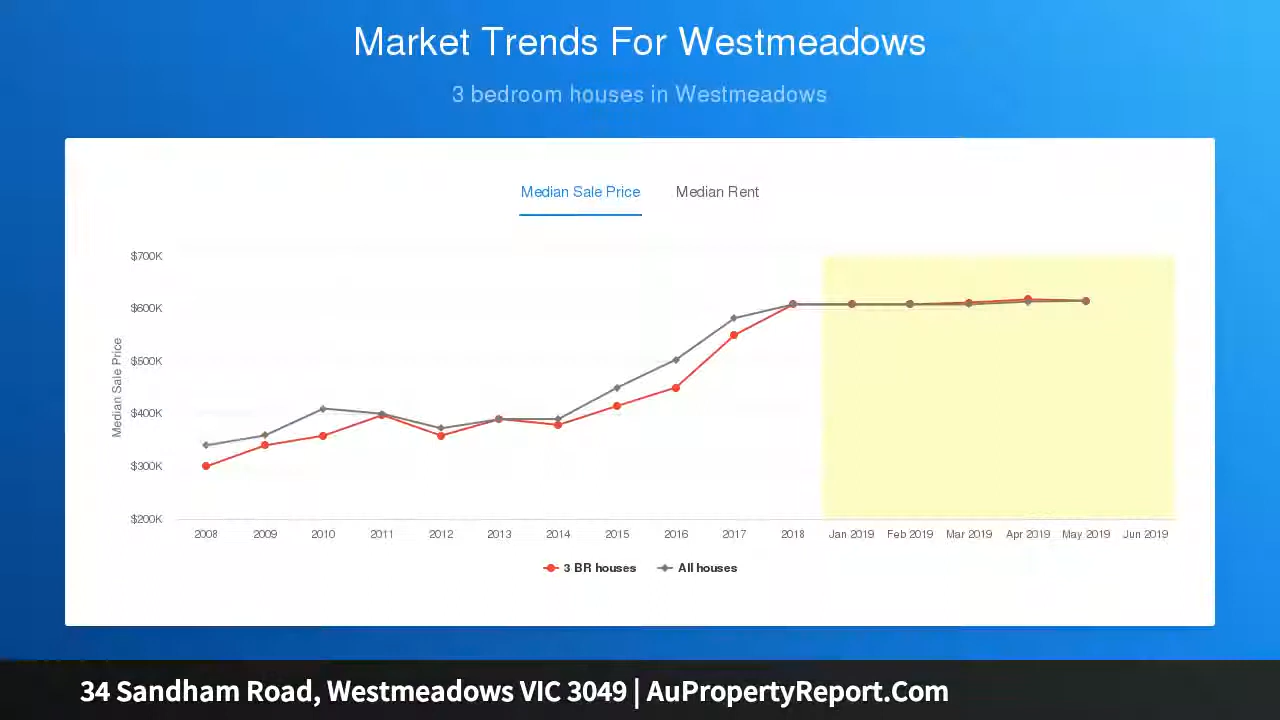 Market Trends For Westmeadows
3 bedroom houses in Westmeadows
Median Sale Price Median Rent
$700K
$600K
$500K
$400K
$300K
$200K
Median Sale Price
2008 2009 2010 2011 2012 2013 2014 2015 2016 2017 2018 Jan 2019 Feb 2019 Mar 2019 Apr 2019 May 2019 Jun 2019
3 BR houses All houses
34 Sandham Road, Westmeadows VIC 3049 | AuPropertyReport.Com